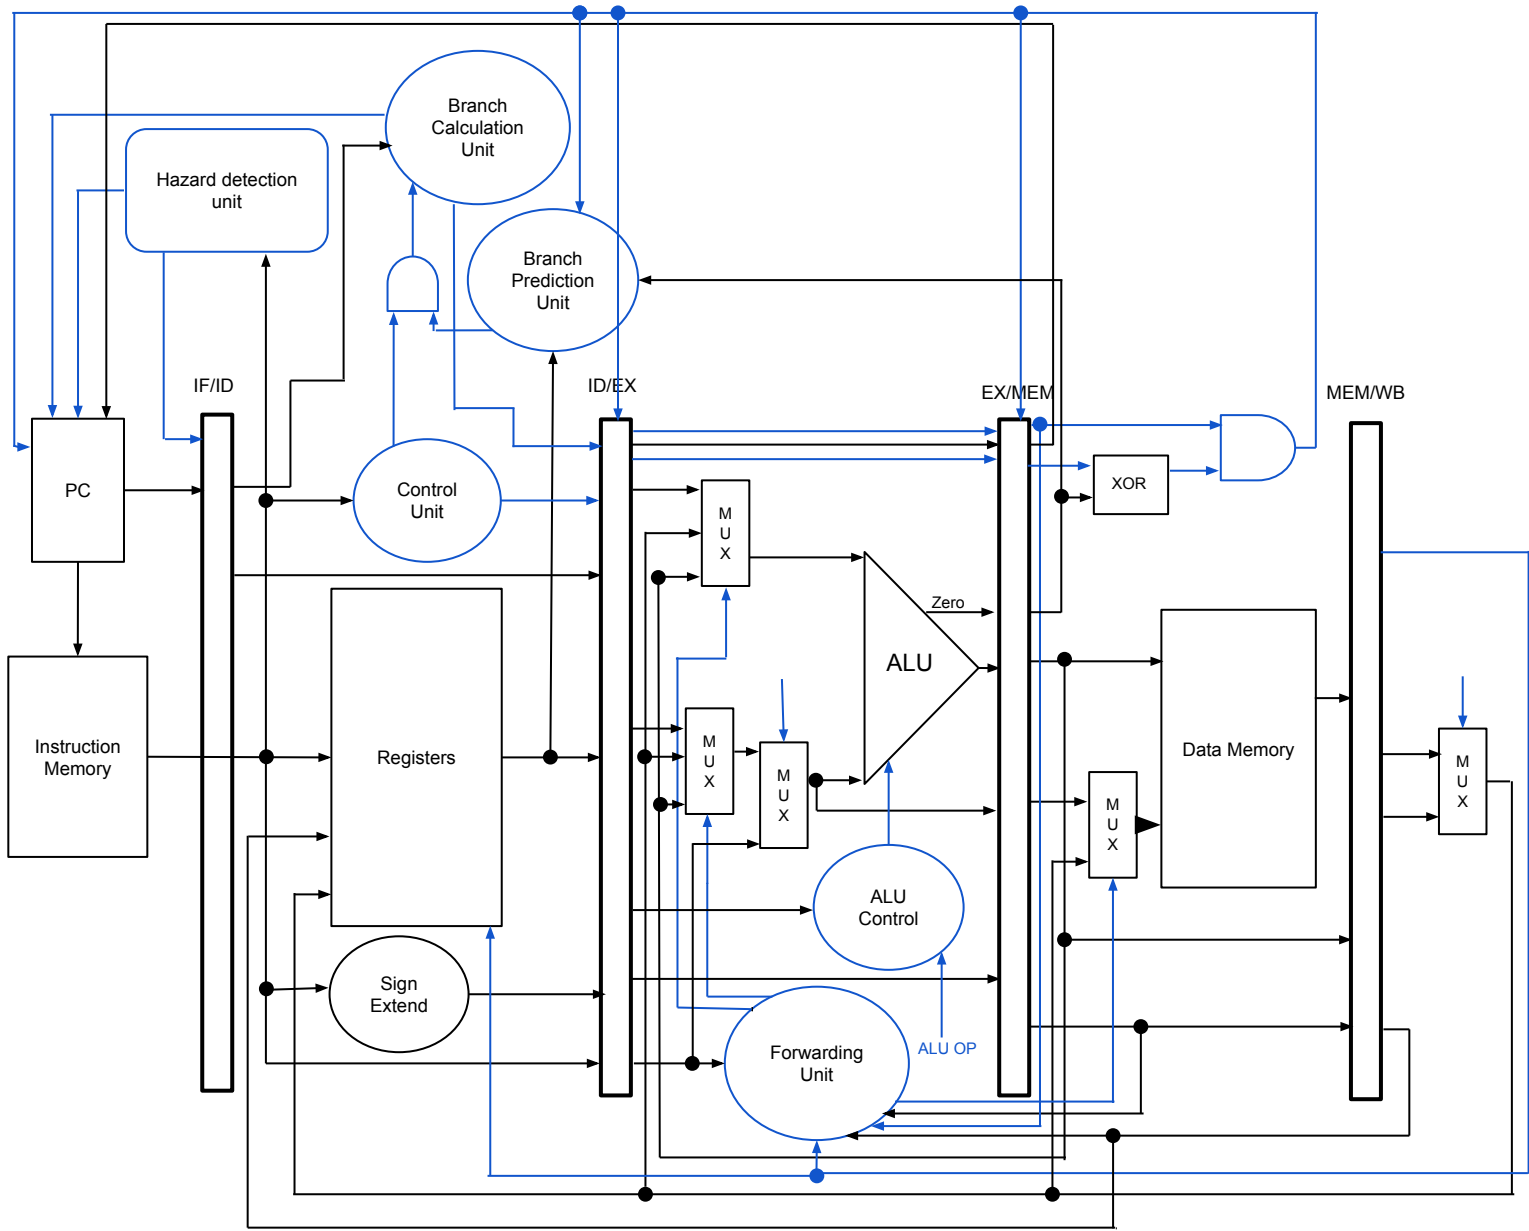 Branch
Calculation
Unit
Hazard detection
unit
Branch
Prediction
Unit
IF/ID
ID/EX
EX/MEM
MEM/WB
PC
Control
Unit
M
U
X
XOR
Zero
ALU
Instruction
Memory
Registers
M
U
X
M
U
X
Data Memory
M
U
X
M
U
X
ALU
Control
Sign
Extend
Forwarding
Unit
ALU OP